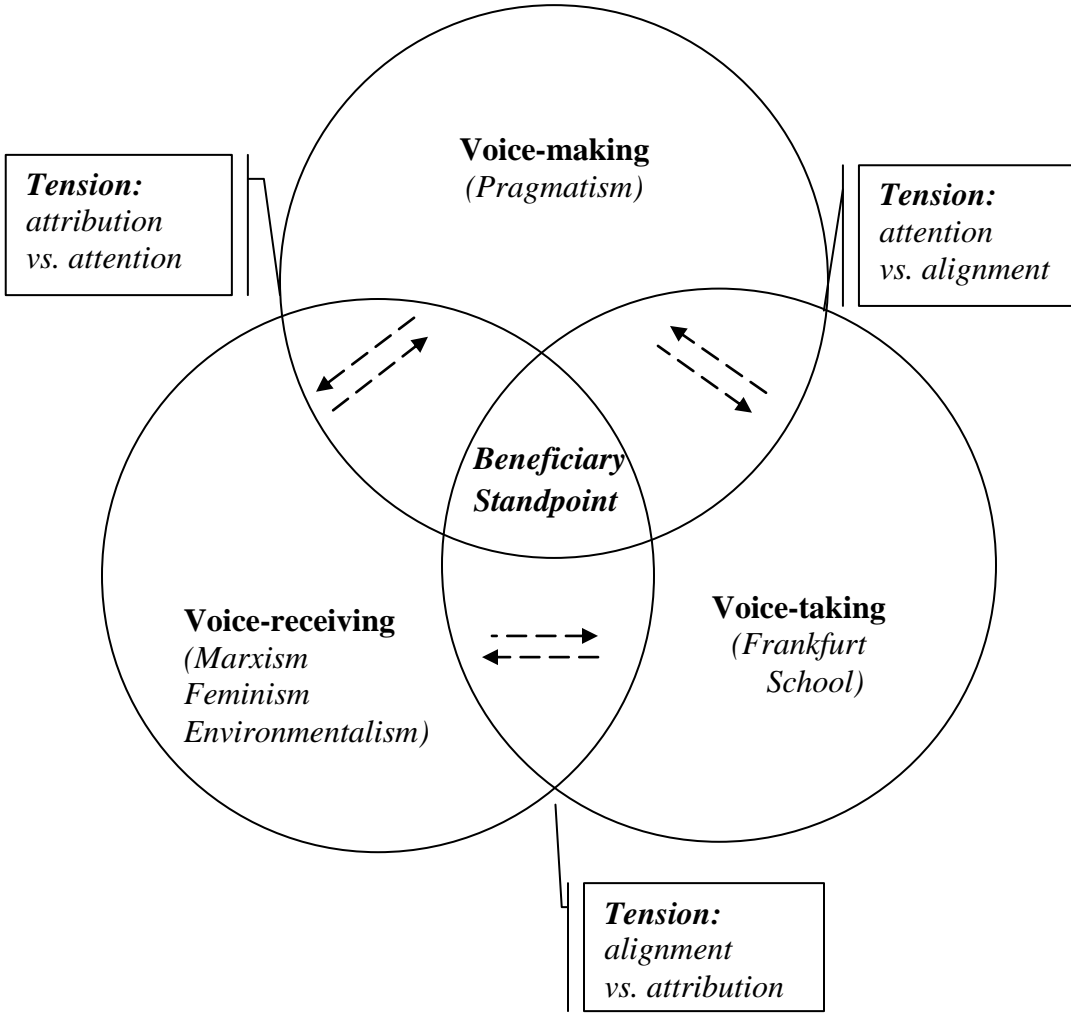 Voice-making
(Pragmatism)
Tension:
attribution
vs. attention
Tension:
attention
vs. alignment
Beneficiary
Standpoint
Voice-receiving
(Marxism
Feminism
Environmentalism)
Voice-taking
(Frankfurt
School)
Tension:
alignment
vs. attribution